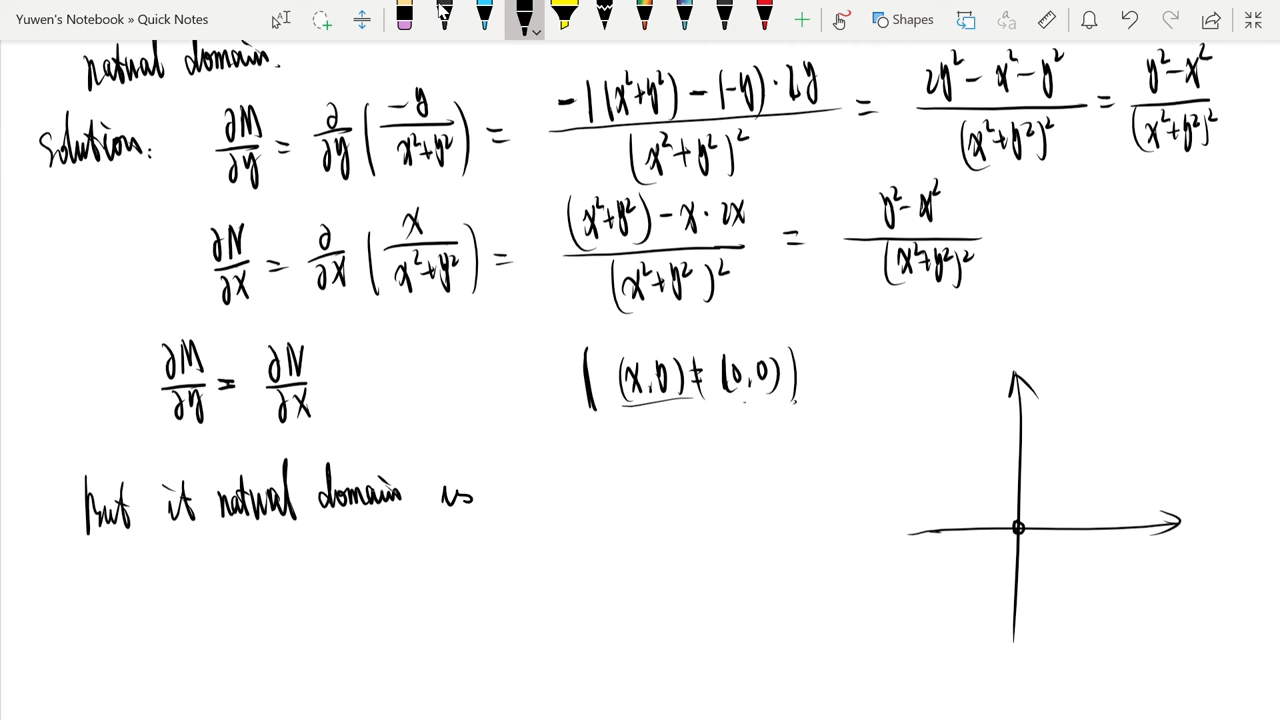 Yuwen's Notebook » Quick Notes
Shapes
natual domain.
Solution: ∂M/∂y = ∂/∂y (-y/(x²+y²)) = (-1(x²+y²) - (-y)·2y)/(x²+y²)² = (2y² - x² - y²)/(x²+y²)² = (y² - x²)/(x²+y²)²
∂N/∂x = ∂/∂x (x/(x²+y²)) = ((x²+y²) - x·2x)/(x²+y²)² = (y² - x²)/(x²+y²)²
∂M/∂y = ∂N/∂x ((x,y) ≠ (0,0))
but it natual domain is